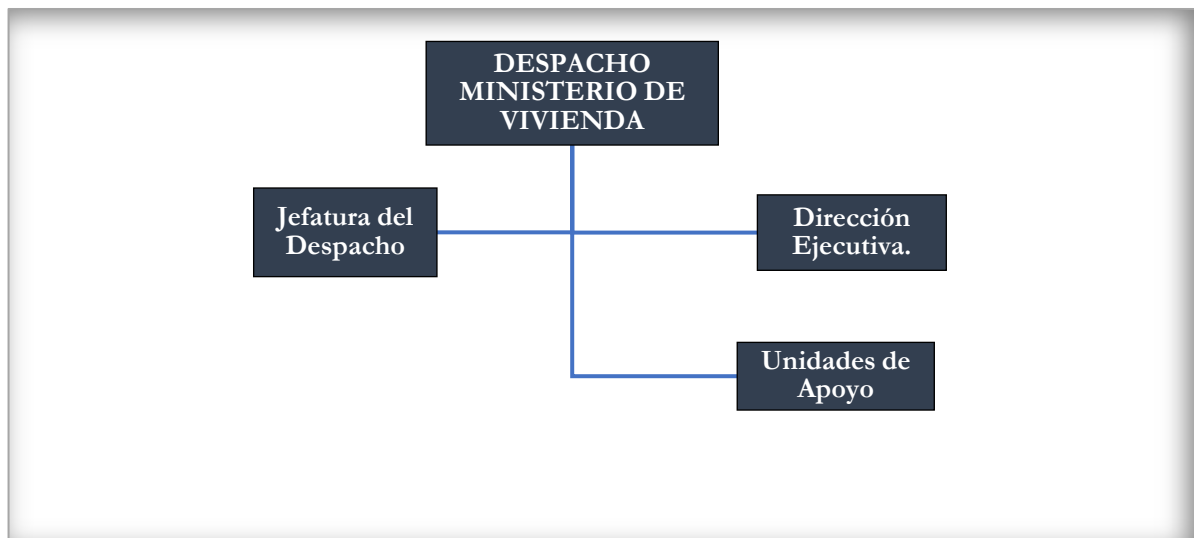 DESPACHO
MINISTERIO DE
VIVIENDA
Jefatura del
Despacho
Dirección
Ejecutiva.
Unidades de
Apoyo